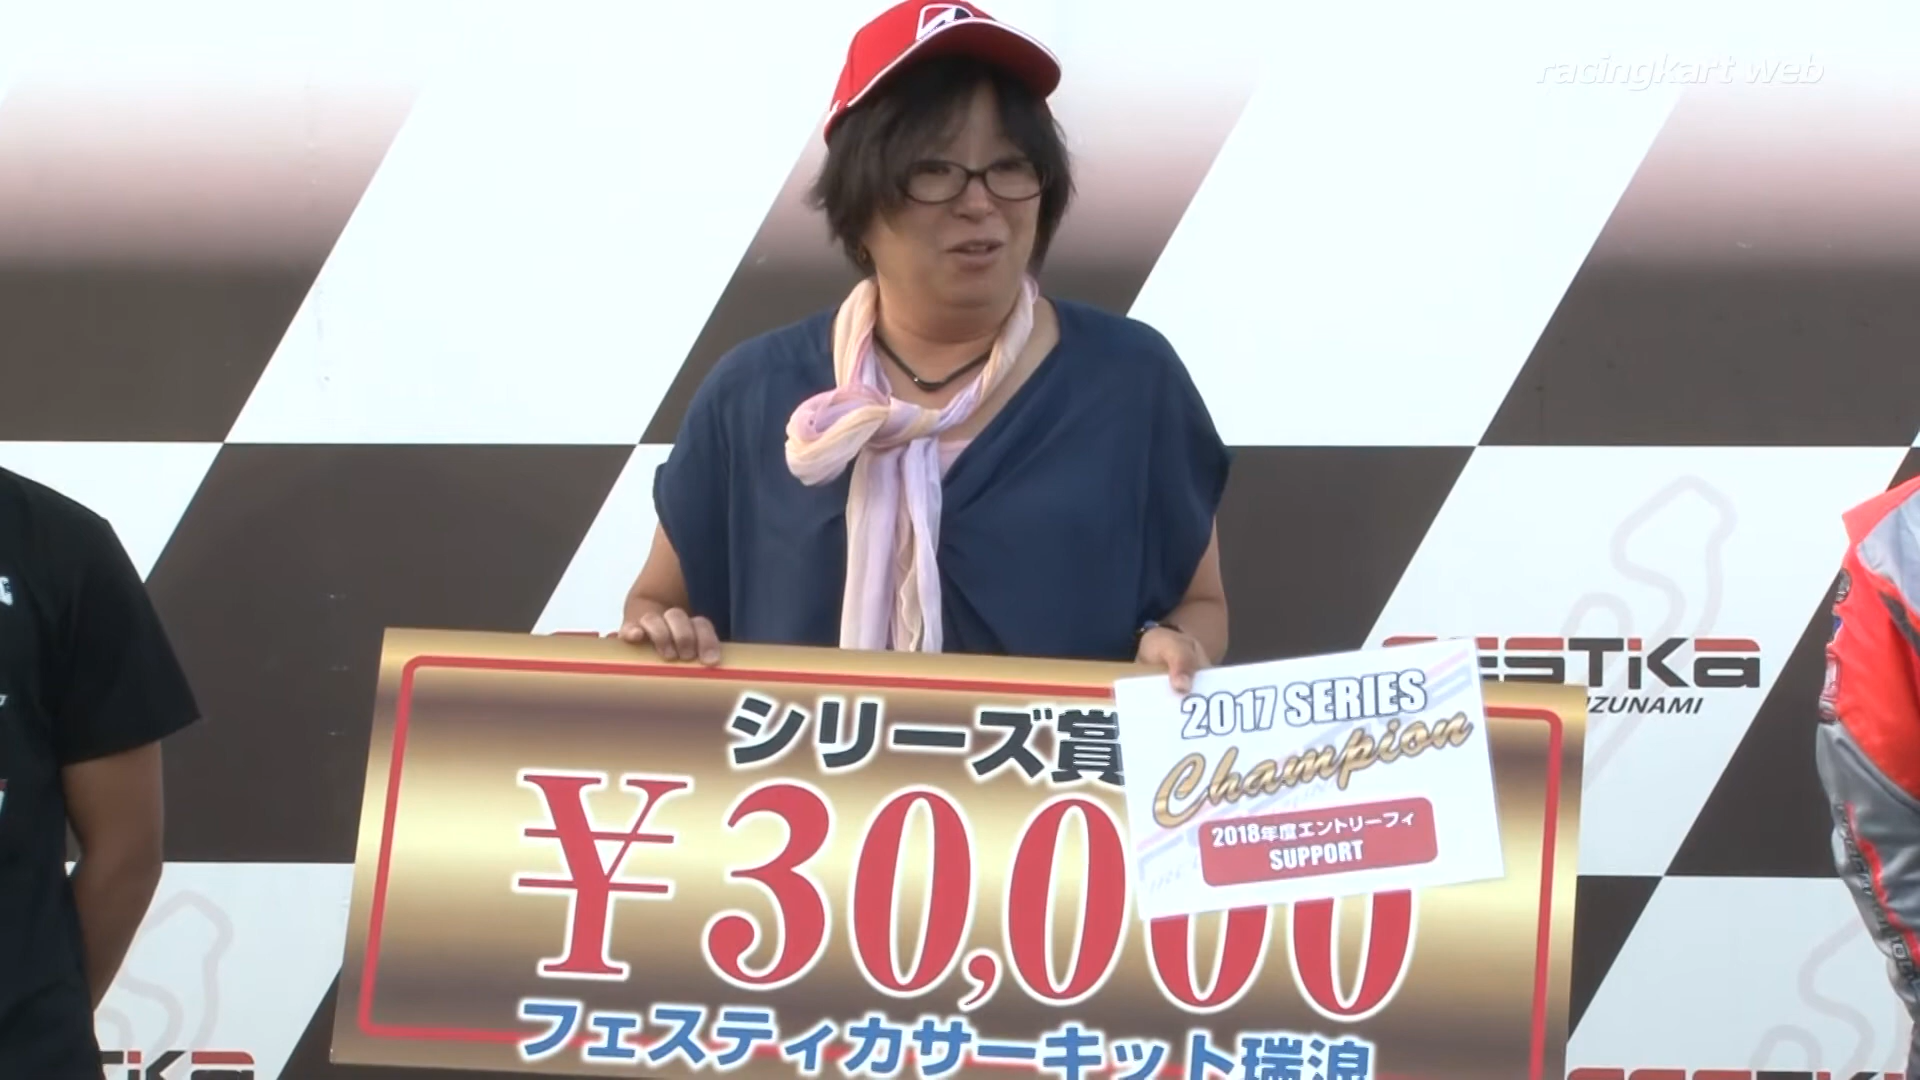 racingkart web
FESTIKA
MIZUNAMI
2017 SERIES
Champion
2018年度エントリーフィ
SUPPORT
シリーズ賞
¥30,000
フェスティカサーキット瑞浪